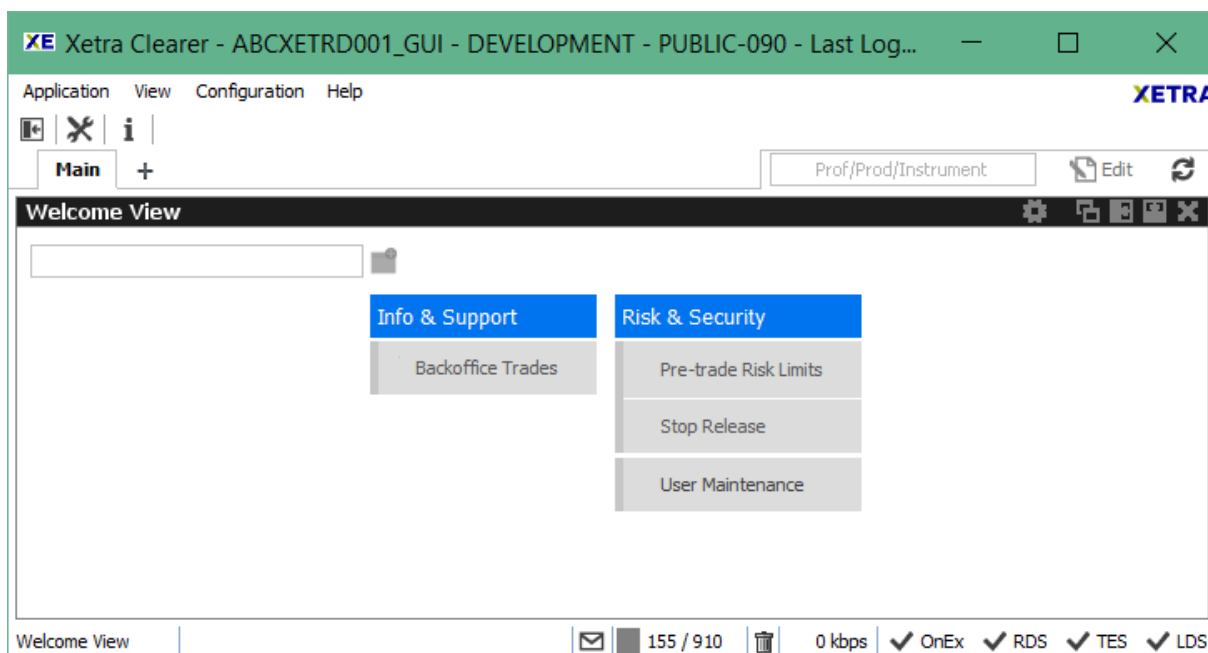 XE Xetra Clearer - ABCXETRD001_GUI - DEVELOPMENT - PUBLIC-090 - Last Log...
Application View Configuration Help XETRA
Main + Prof/Prod/Instrument Edit
Welcome View
Info & Support Risk & Security
Backoffice Trades Pre-trade Risk Limits
Stop Release
User Maintenance
Welcome View 155 / 910 0 kbps OnEx RDS TES LDS